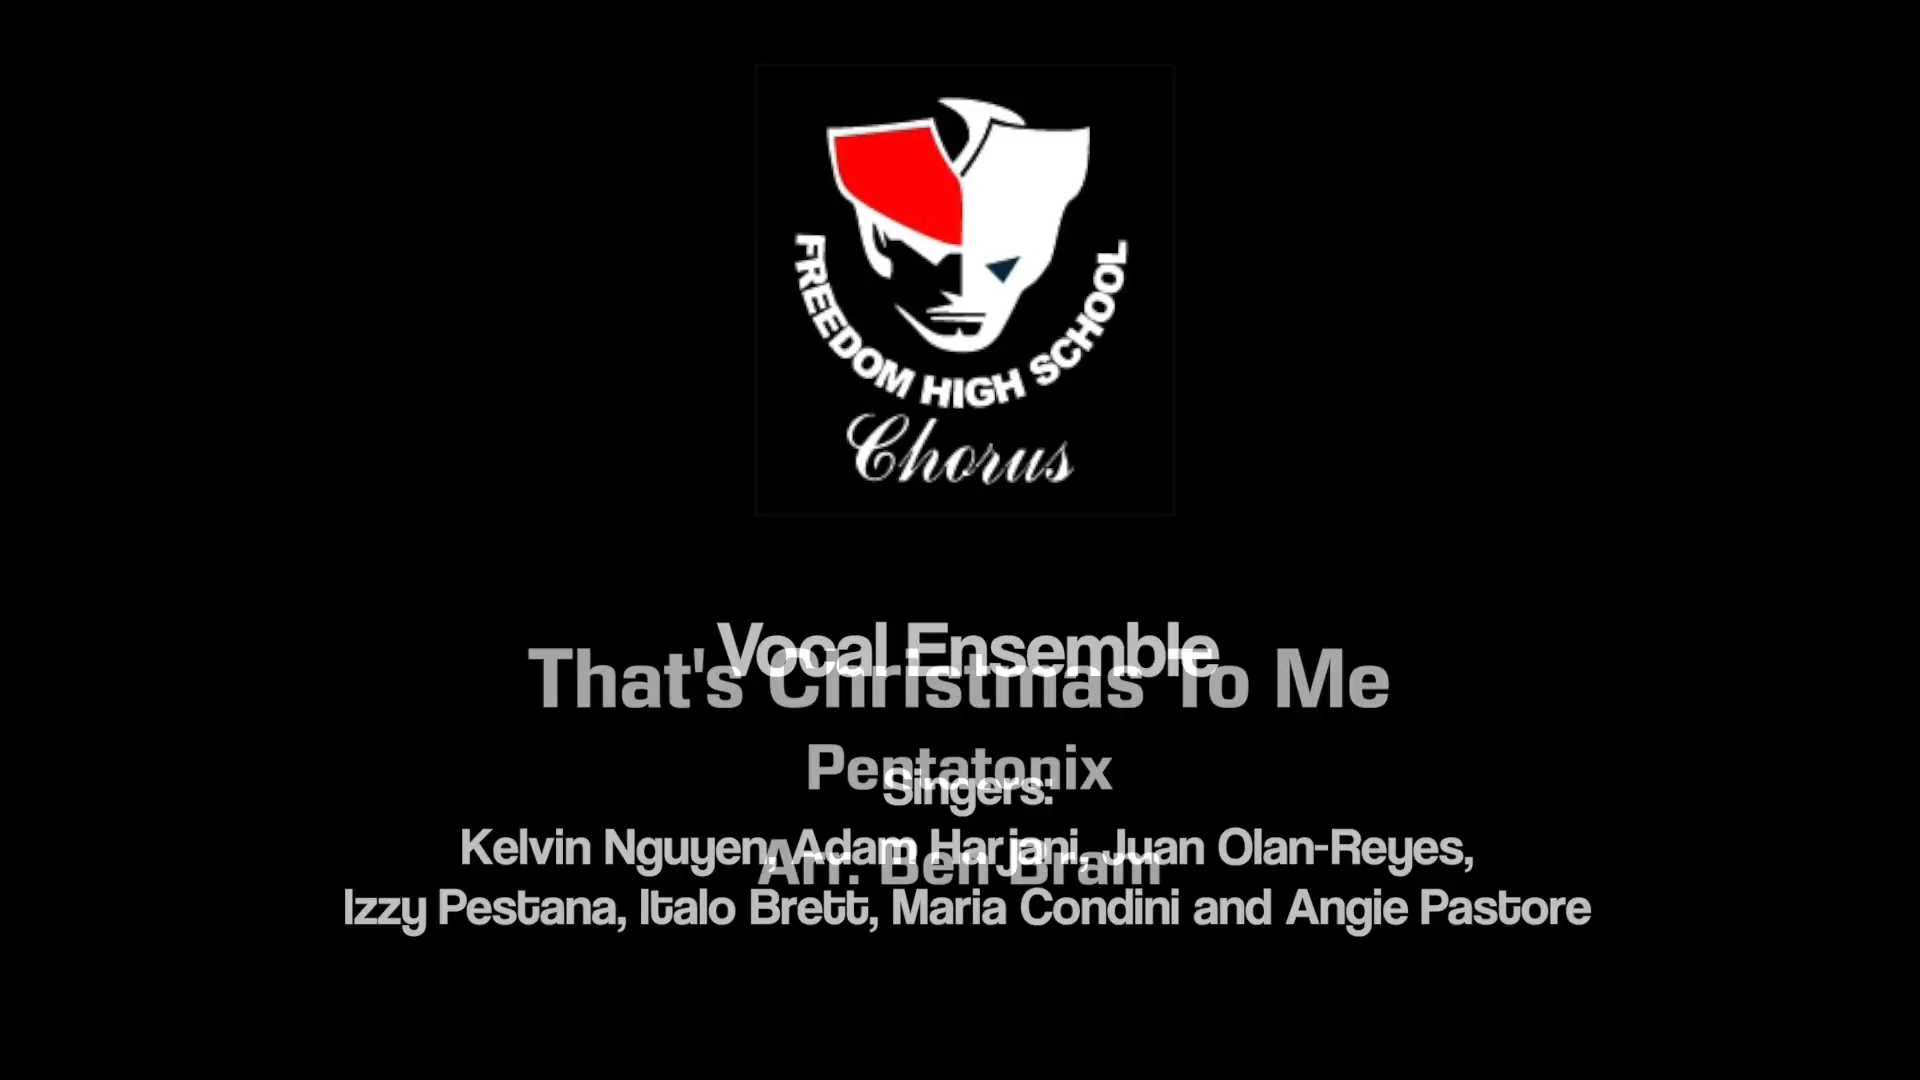 FREEDOM HIGH SCHOOL
Chorus
Vocal Ensemble
That's Christmas To Me
Pentatonix
Singers:
Kelvin Nguyen, Adam Harjani, Juan Olan-Reyes,
Arr. Ben Bram
Izzy Pestana, Italo Brett, Maria Condini and Angie Pastore